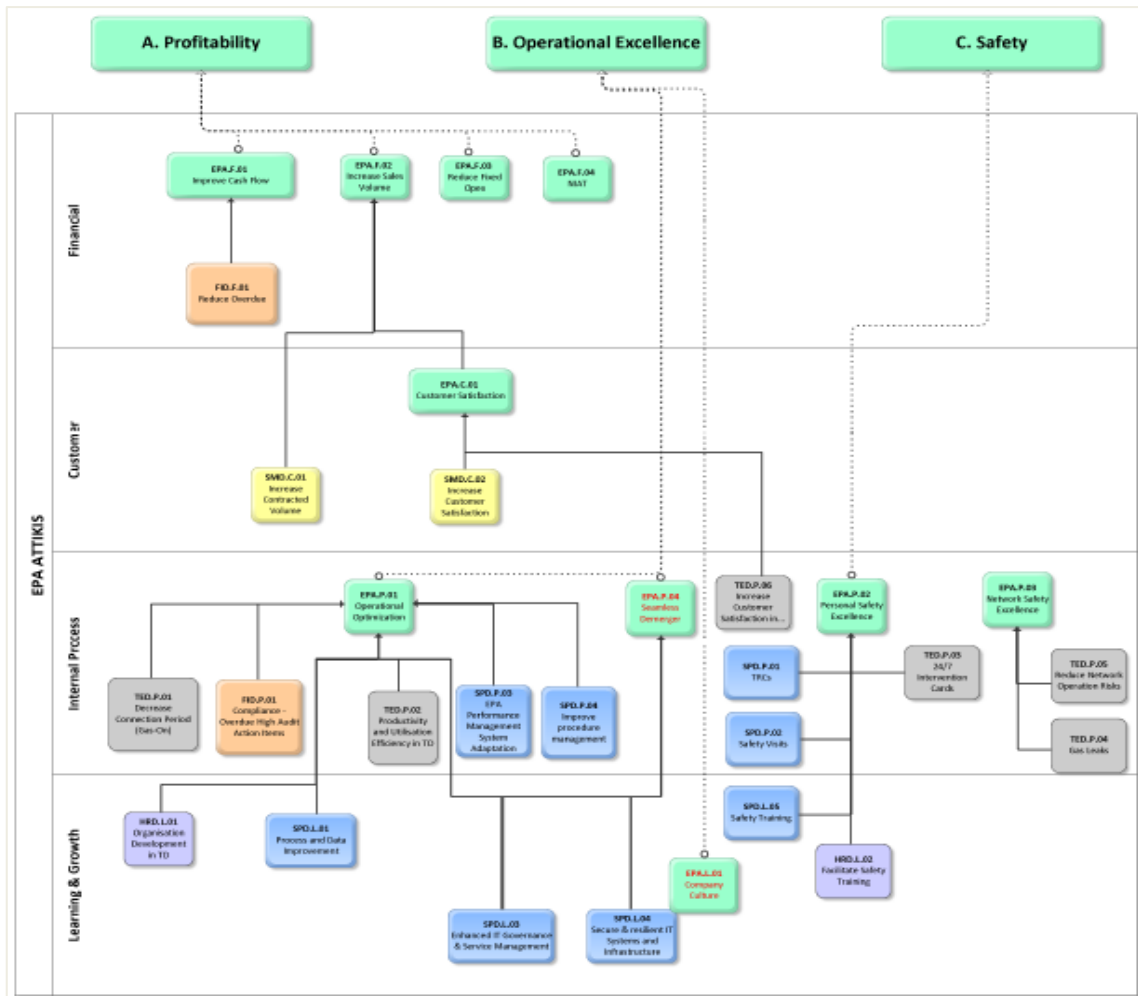 A. Profitability
B. Operational Excellence
C. Safety
EPA ATTIKIS
Financial
EPA.F.01
Improve Cash Flow
EPA.F.02
Increase Sales
Volume
EPA.F.03
Reduce Fixed
Opex
EPA.F.04
NIAT
FID.F.01
Reduce Overdue
Customer
EPA.C.01
Customer Satisfaction
SMD.C.01
Increase
Contracted
Volume
SMD.C.02
Increase
Customer
Satisfaction
Internal Process
EPA.P.01
Operational
Optimization
EPA.P.04
Seamless
Demerger
TED.P.06
Increase
Customer
Satisfaction in...
EPA.P.02
Personal Safety
Excellence
EPA.P.03
Network Safety
Excellence
TED.P.01
Decrease
Connection Period
(Gas-On)
FID.P.01
Compliance -
Overdue High Audit
Action Items
TED.P.02
Productivity
and Utilisation
Efficiency in TD
SPD.P.03
EPA
Performance
Management
System
Adaptation
SPD.P.04
Improve
procedure
management
SPD.P.01
TRCs
TED.P.03
24/7
Intervention
Cards
TED.P.05
Reduce Network
Operation Risks
SPD.P.02
Safety Visits
TED.P.04
Gas Leaks
Learning & Growth
HRD.L.01
Organisation
Development
in TD
SPD.L.01
Process and Data
Improvement
SPD.L.05
Safety Training
HRD.L.02
Facilitate Safety
Training
EPA.L.01
Company
Culture
SPD.L.03
Enhanced IT Governance
& Service Management
SPD.L.04
Secure & resilient IT
Systems and
Infrastructure